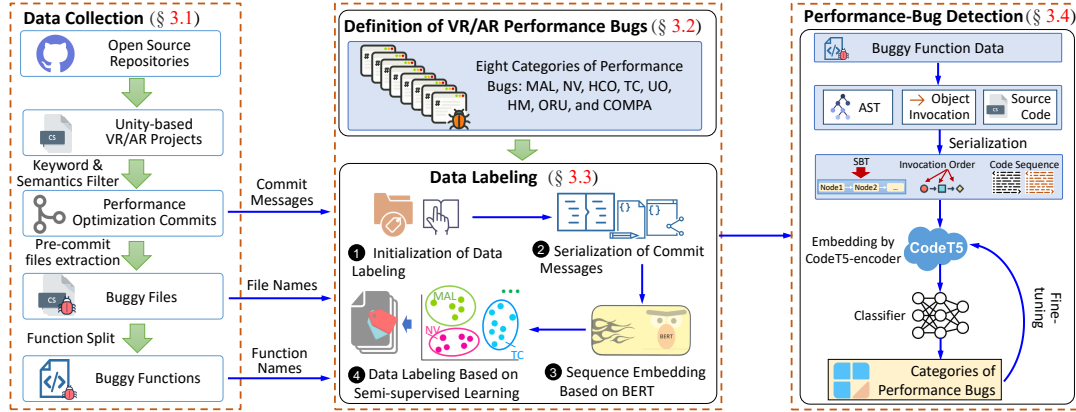 Data Collection (§ 3.1)
Open Source
Repositories
CS
Unity-based
VR/AR Projects
Keyword &
Semantics Filter
Performance
Optimization Commits
Pre-commit
files extraction
CS
Buggy Files
Function Split
Buggy Functions
Commit
Messages
File Names
Function
Names
Definition of VR/AR Performance Bugs (§ 3.2)
Eight Categories of Performance
Bugs: MAL, NV, HCO, TC, UO,
HM, ORU, and COMPA
Data Labeling (§ 3.3)
1 Initialization of Data
Labeling
2 Serialization of Commit
Messages
MAL
NV
TC
...
BERT
4 Data Labeling Based on
Semi-supervised Learning
3 Sequence Embedding
Based on BERT
Performance-Bug Detection (§ 3.4)
Buggy Function Data
AST
Object
Invocation
CS
Source
Code
Serialization
SBT
Node1
Node2
...
Invocation Order
Code Sequence
Embedding by
CodeT5-encoder
CodeT5
Classifier
Fine-
tuning
Categories of
Performance Bugs